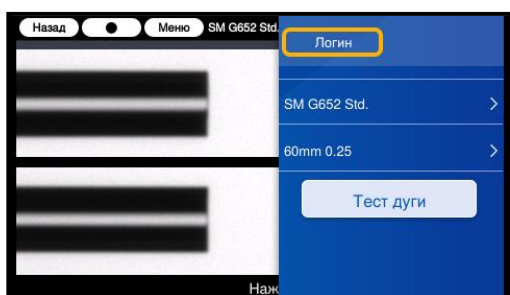 Назад ● Меню SM G652 Std.
Логин
SM G652 Std. >
60mm 0.25 >
Тест дуги
Наж